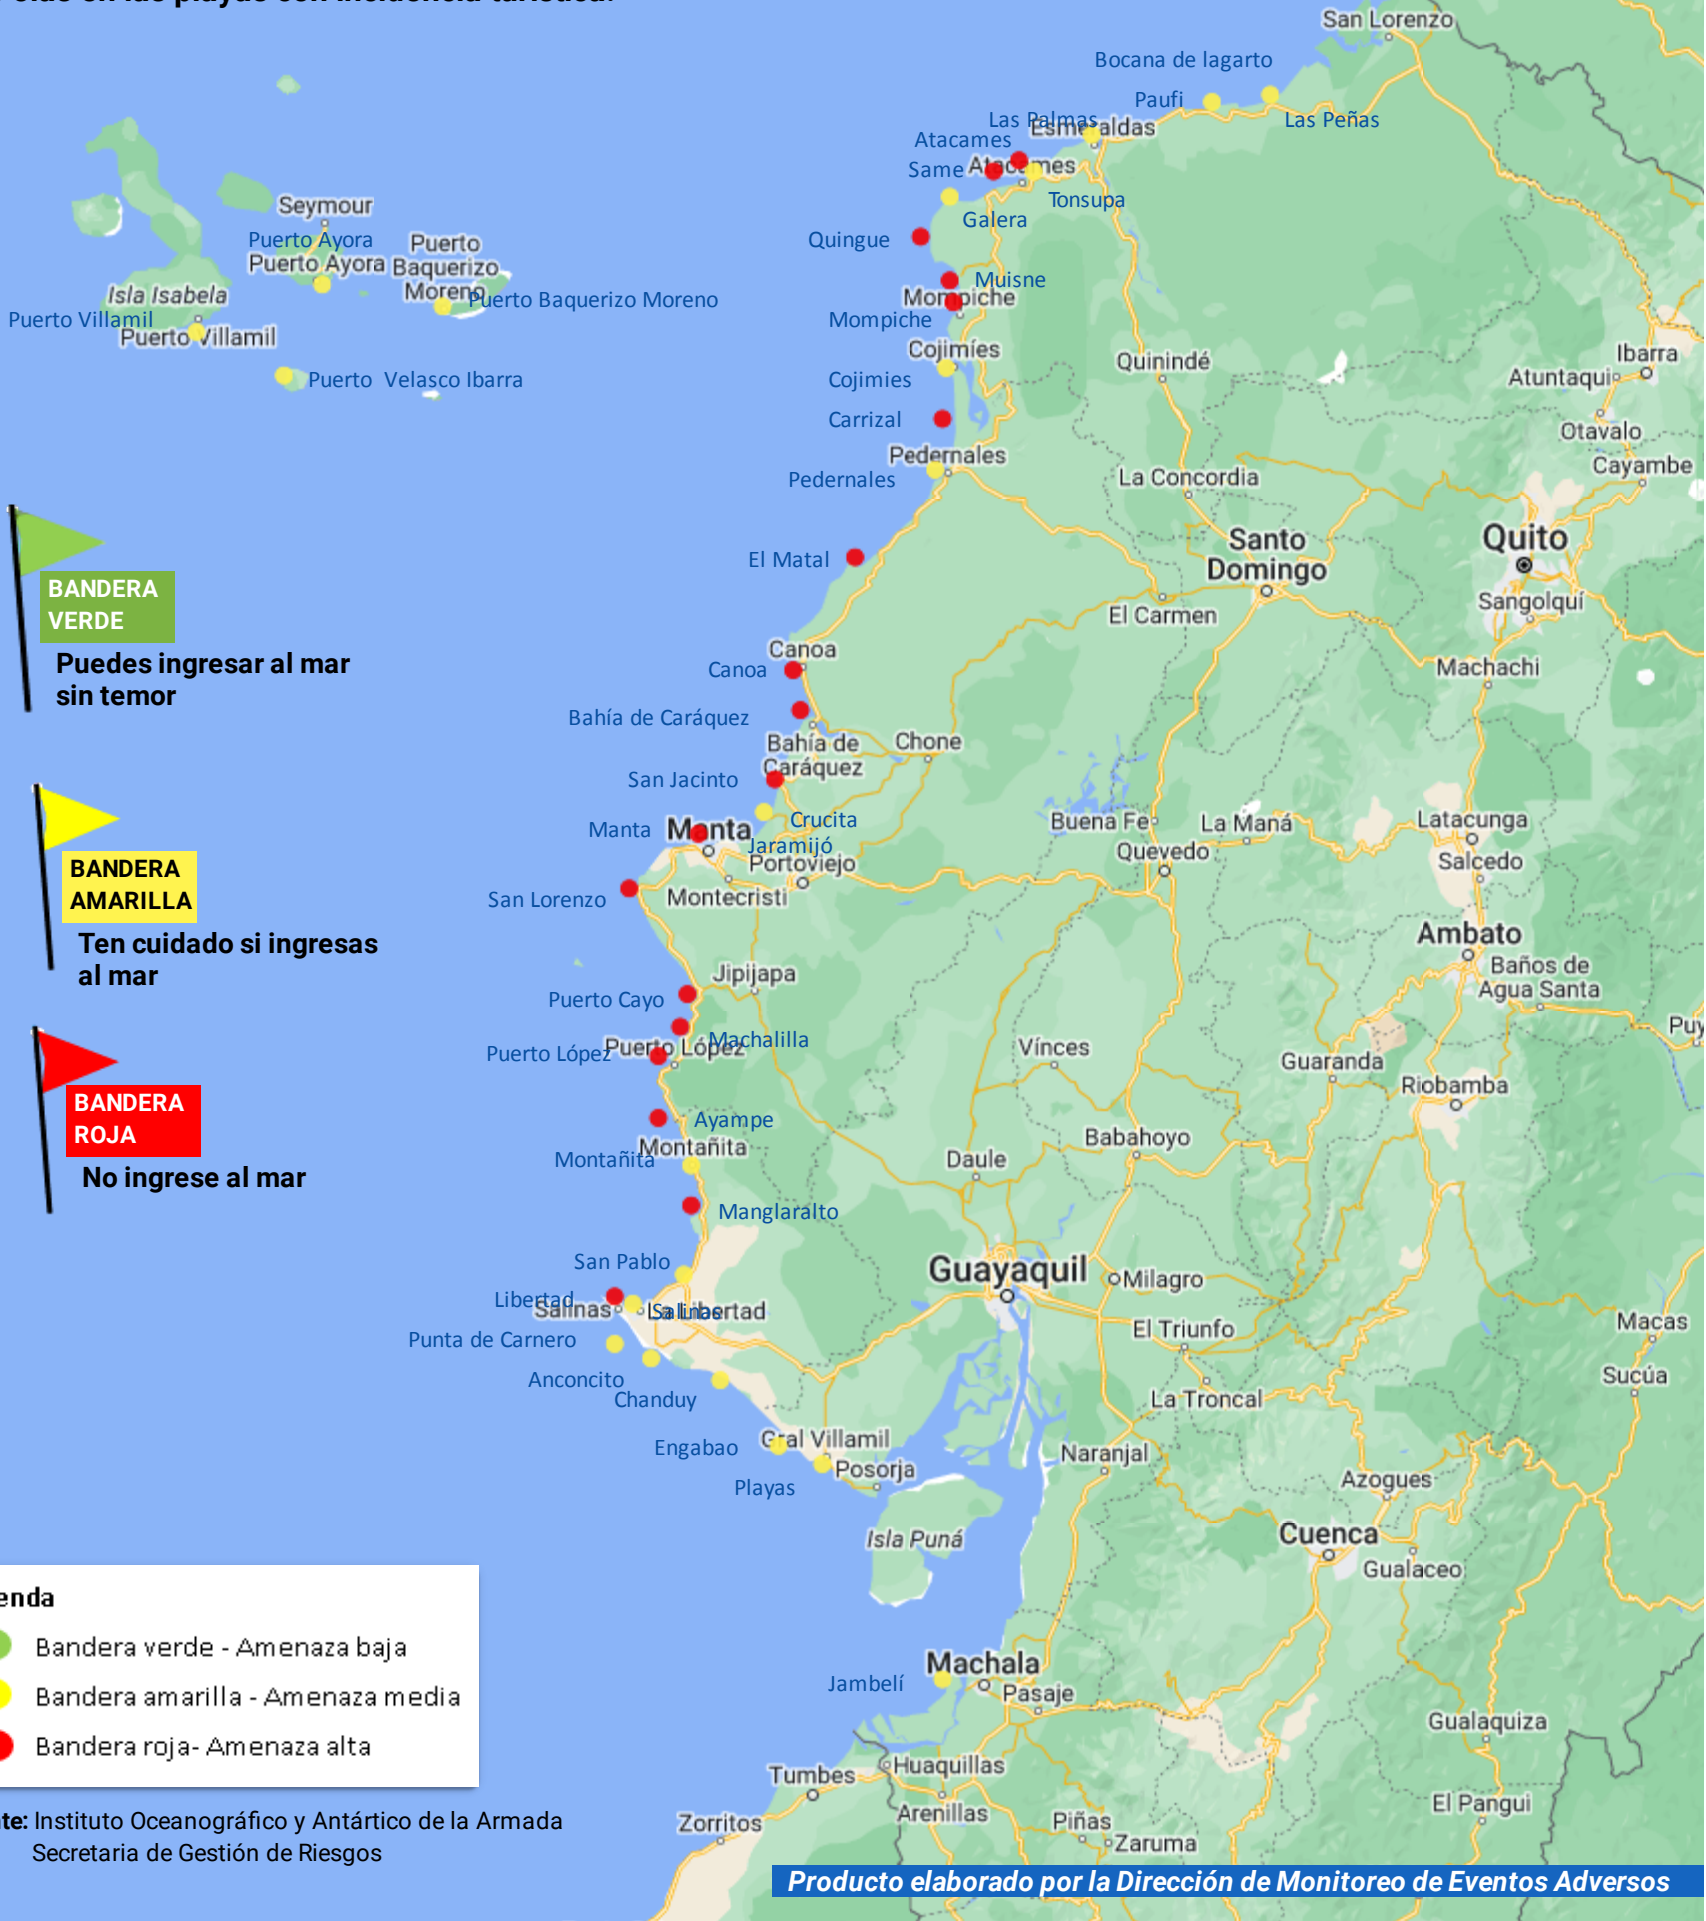 San Lorenzo
Bocana de lagarto
Paufi
Las Palmas
Esmeraldas
Las Peñas
Atacames
Same
Atacames
Tonsupa
Galera
Quingue
Muisne
Mompiche
Mompiche
Cojimíes
Cojimies
Carrizal
Pedernales
Pedernales
El Matal
Canoa
Canoa
Bahía de Caráquez
Bahía de
Caráquez
Chone
San Jacinto
Crucita
Manta
Manta
Jaramijó
Portoviejo
Montecristi
San Lorenzo
Jipijapa
Puerto Cayo
Machalilla
Puerto López
Puerto López
Ayampe
Montañita
Montañita
Manglaralto
San Pablo
Libertad
Salinas
La Libertad
Salinas
Punta de Carnero
Anconcito
Chanduy
Engabao
Gral Villamil
Playas
Posorja
Isla Puná
Jambelí
Machala
Pasaje
Huaquillas
Tumbes
Arenillas
Zorritos
Piñas
Zaruma
Seymour
Puerto Ayora
Puerto Ayora
Puerto
Baquerizo
Moreno
Puerto Baquerizo Moreno
Isla Isabela
Puerto Villamil
Puerto Villamil
Puerto Velasco Ibarra
Quinindé
Ibarra
Atuntaqui
Otavalo
Cayambe
La Concordia
Santo
Domingo
Quito
Sangolquí
El Carmen
Machachi
Buena Fe
La Maná
Latacunga
Quevedo
Salcedo
Ambato
Baños de
Agua Santa
Puy
Vínces
Guaranda
Riobamba
Babahoyo
Daule
Guayaquil
Milagro
El Triunfo
Macas
Sucúa
La Troncal
Naranjal
Azogues
Cuenca
Gualaceo
Gualaquiza
El Pangui
BANDERA
VERDE
Puedes ingresar al mar
sin temor
BANDERA
AMARILLA
Ten cuidado si ingresas
al mar
BANDERA
ROJA
No ingrese al mar
enda
Bandera verde - Amenaza baja
Bandera amarilla - Amenaza media
Bandera roja- Amenaza alta
te: Instituto Oceanográfico y Antártico de la Armada
Secretaria de Gestión de Riesgos
Producto elaborado por la Dirección de Monitoreo de Eventos Adversos